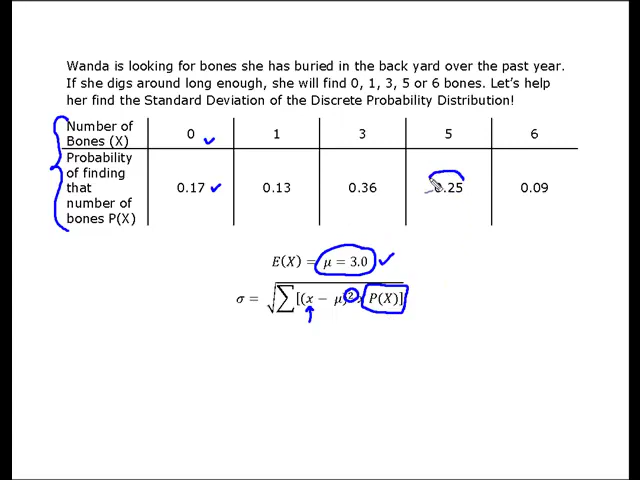 Wanda is looking for bones she has buried in the back yard over the past year.
If she digs around long enough, she will find 0, 1, 3, 5 or 6 bones. Let's help
her find the Standard Deviation of the Discrete Probability Distribution!
Number of Bones (X) 0 1 3 5 6
Probability of finding that number of bones P(X) 0.17 0.13 0.36 0.25 0.09
E(X) = μ = 3.0
σ = √∑ [(x − μ)² · P(X)]